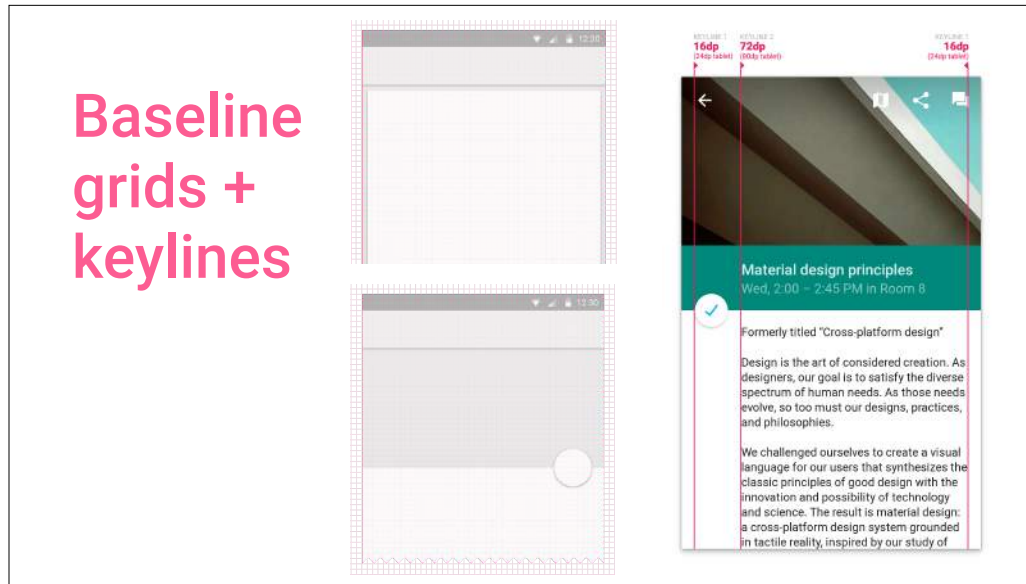 Baseline
grids +
keylines
12:30
12:30
KEYLINE 1
16dp
(24dp tablet)
KEYLINE 2
72dp
(80dp tablet)
KEYLINE 3
16dp
(24dp tablet)
Material design principles
Wed, 2:00 – 2:45 PM in Room 8
Formerly titled “Cross-platform design”
Design is the art of considered creation. As
designers, our goal is to satisfy the diverse
spectrum of human needs. As those needs
evolve, so too must our designs, practices,
and philosophies.
We challenged ourselves to create a visual
language for our users that synthesizes the
classic principles of good design with the
innovation and possibility of technology
and science. The result is material design:
a cross-platform design system grounded
in tactile reality, inspired by our study of